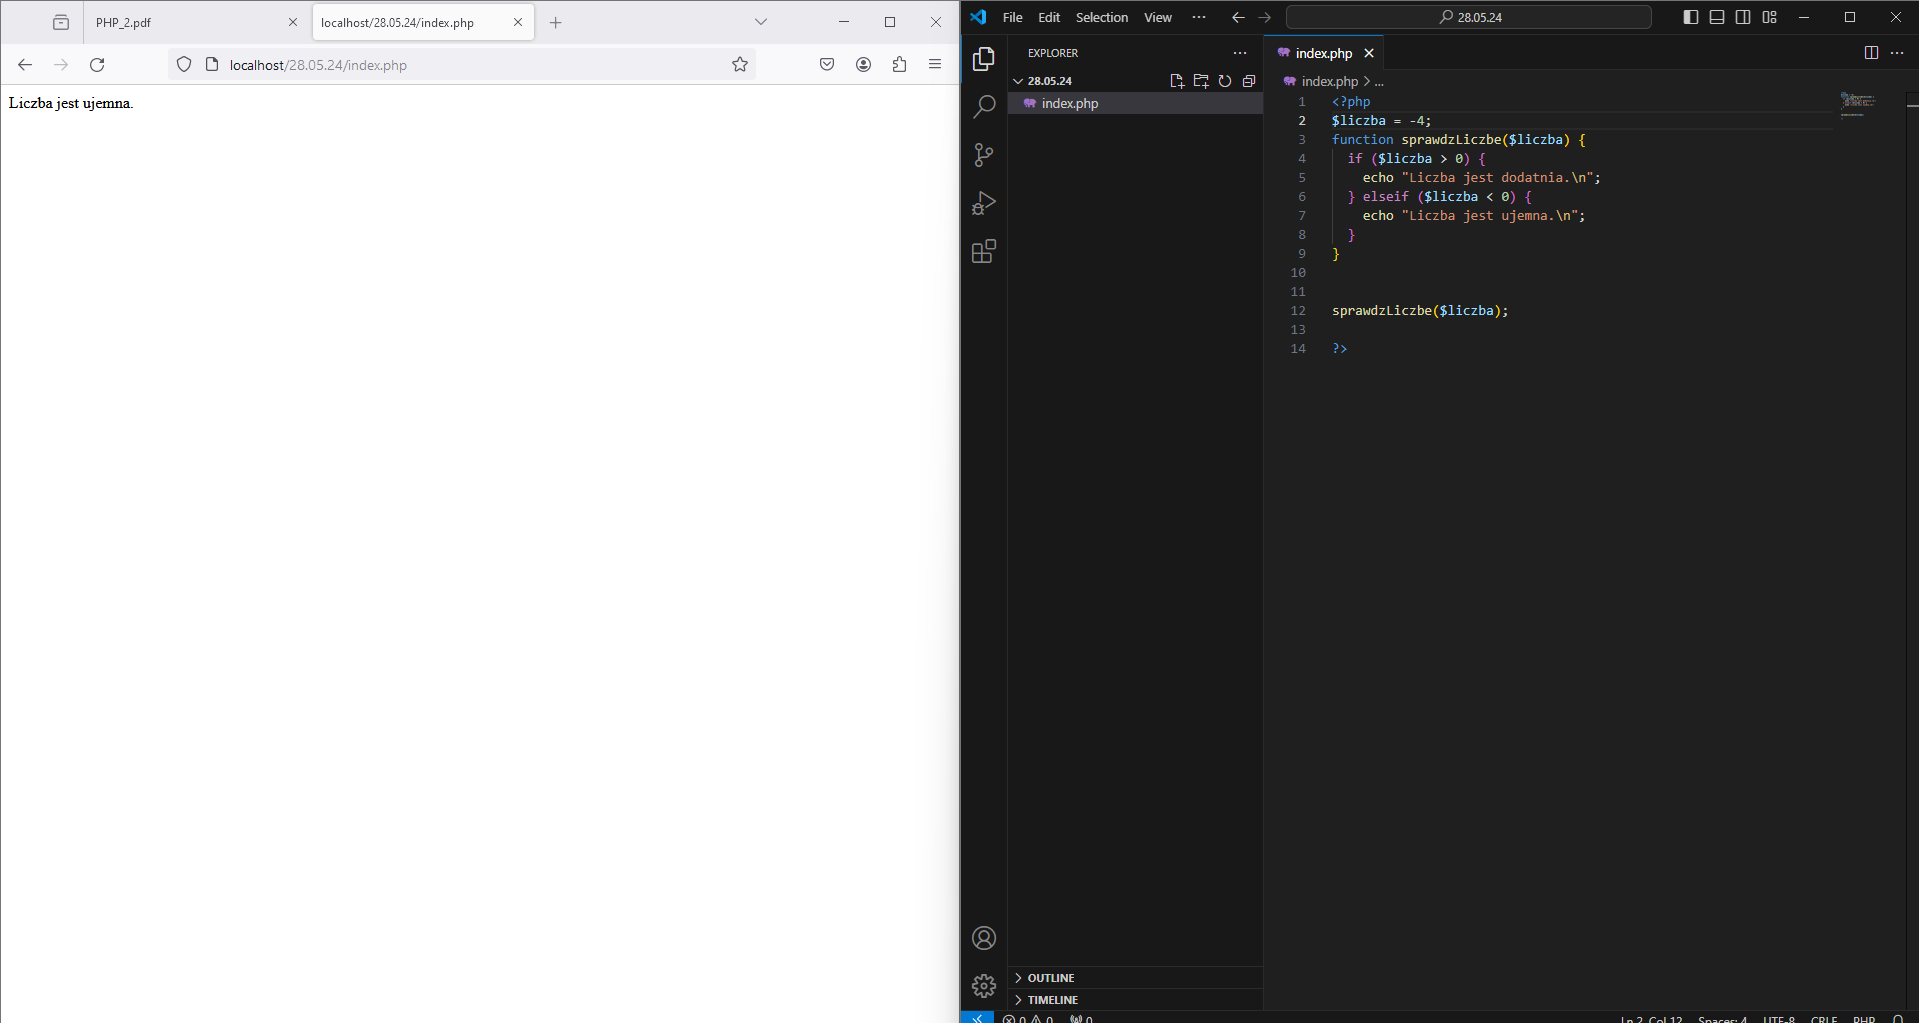 PHP_2.pdf
localhost/28.05.24/index.php
localhost/28.05.24/index.php
Liczba jest ujemna.
File Edit Selection View ...
28.05.24
EXPLORER
28.05.24
index.php
OUTLINE
TIMELINE
index.php
index.php > ...
1 <?php
2 $liczba = -4;
3 function sprawdzLiczbe($liczba) {
4 if ($liczba > 0) {
5 echo "Liczba jest dodatnia.\n";
6 } elseif ($liczba < 0) {
7 echo "Liczba jest ujemna.\n";
8 }
9 }
10
11
12 sprawdzLiczbe($liczba);
13
14 ?>
0 0 0 Ln 2, Col 12 Spaces: 4 UTF-8 CRLF PHP